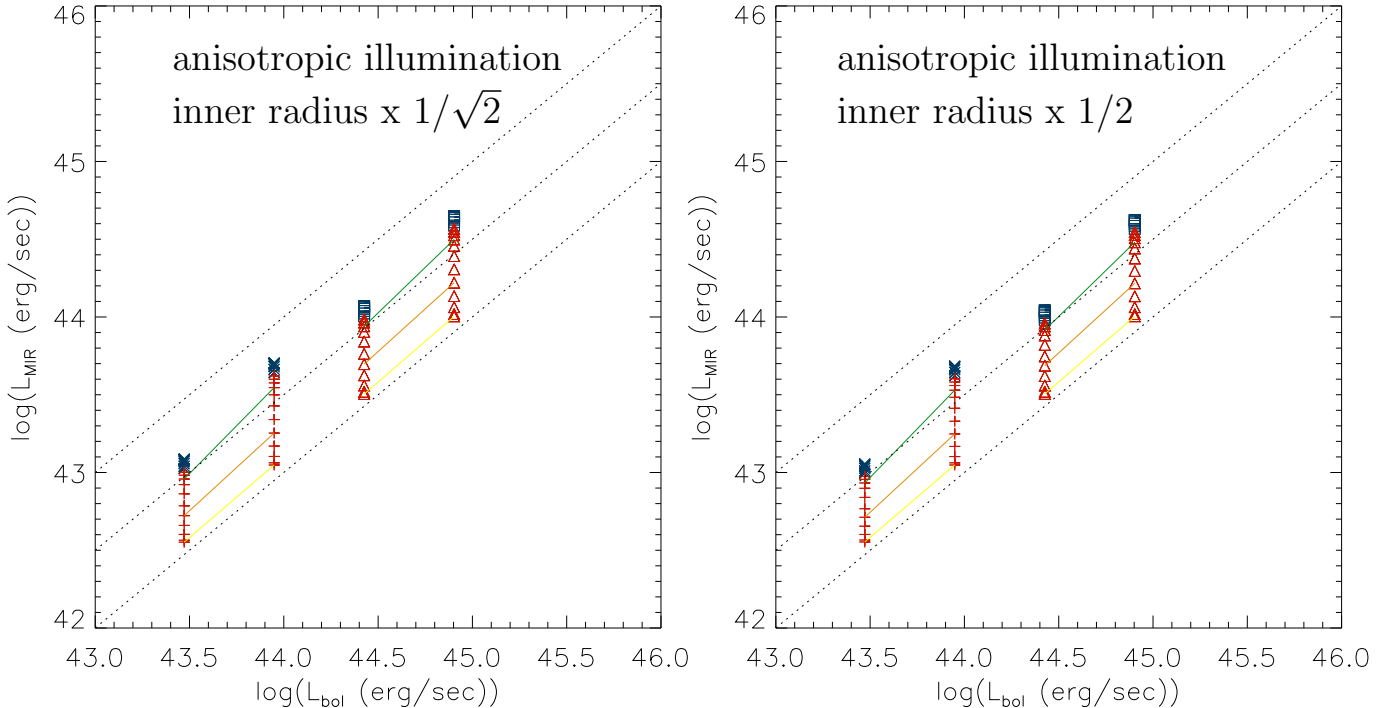 anisotropic illumination
inner radius x 1/√2
46
45
44
43
42
log(L_MIR (erg/sec))
43.0 43.5 44.0 44.5 45.0 45.5 46.0
log(L_bol (erg/sec))
anisotropic illumination
inner radius x 1/2
46
45
44
43
42
log(L_MIR (erg/sec))
43.0 43.5 44.0 44.5 45.0 45.5 46.0
log(L_bol (erg/sec))